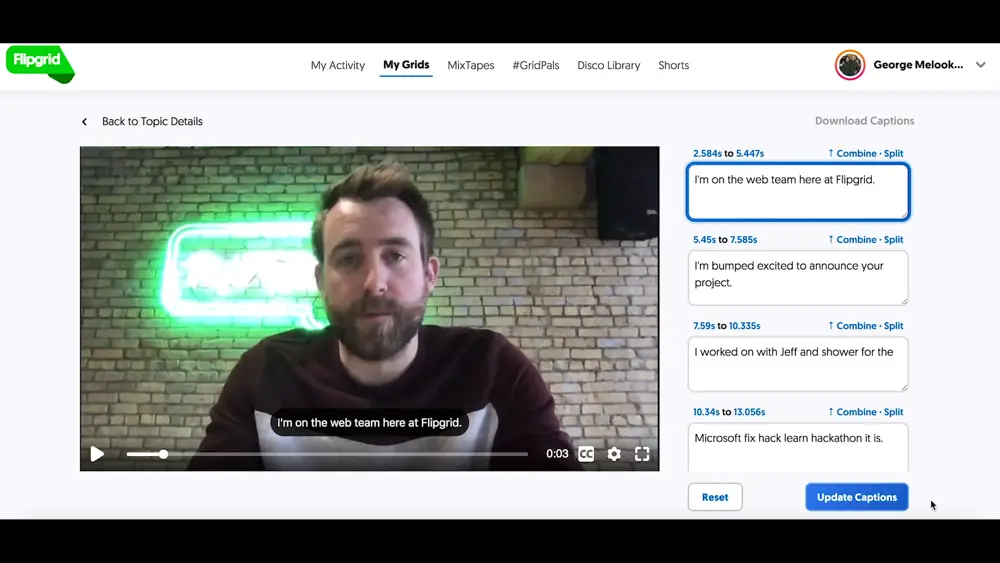 Flipgrid
My Activity
My Grids
MixTapes
#GridPals
Disco Library
Shorts
George Melook...
Back to Topic Details
Download Captions
2.584s to 5.447s
↑ Combine · Split
I'm on the web team here at Flipgrid.
5.45s to 7.585s
↑ Combine · Split
I'm bumped excited to announce your
project.
7.59s to 10.335s
↑ Combine · Split
I worked on with Jeff and shower for the
10.34s to 13.056s
↑ Combine · Split
Microsoft fix hack learn hackathon it is.
I'm on the web team here at Flipgrid.
0:03
CC
Reset
Update Captions